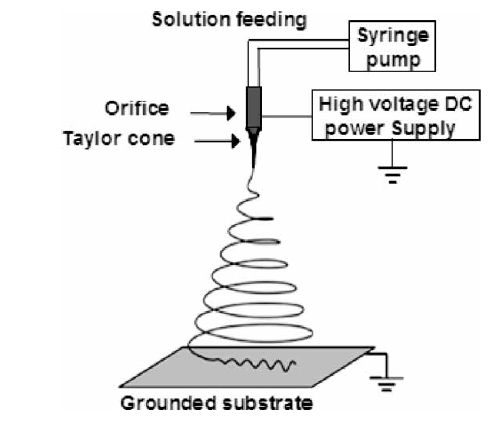 Solution feeding
Syringe
pump
Orifice
High voltage DC
power Supply
Taylor cone
Grounded substrate